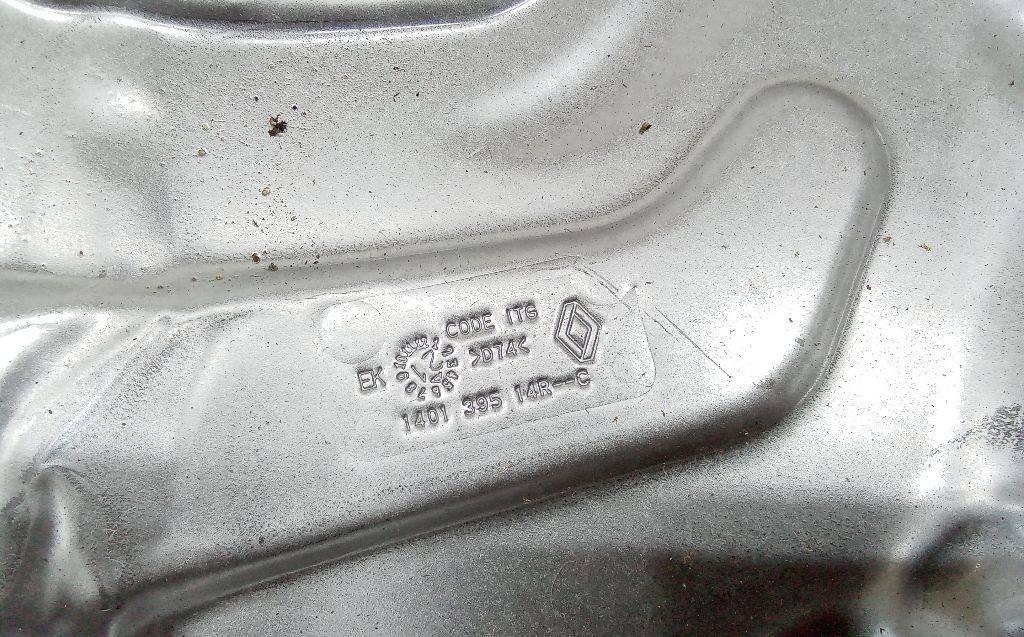 CODE ITG
>D74<
EK
1401 395 14R--C